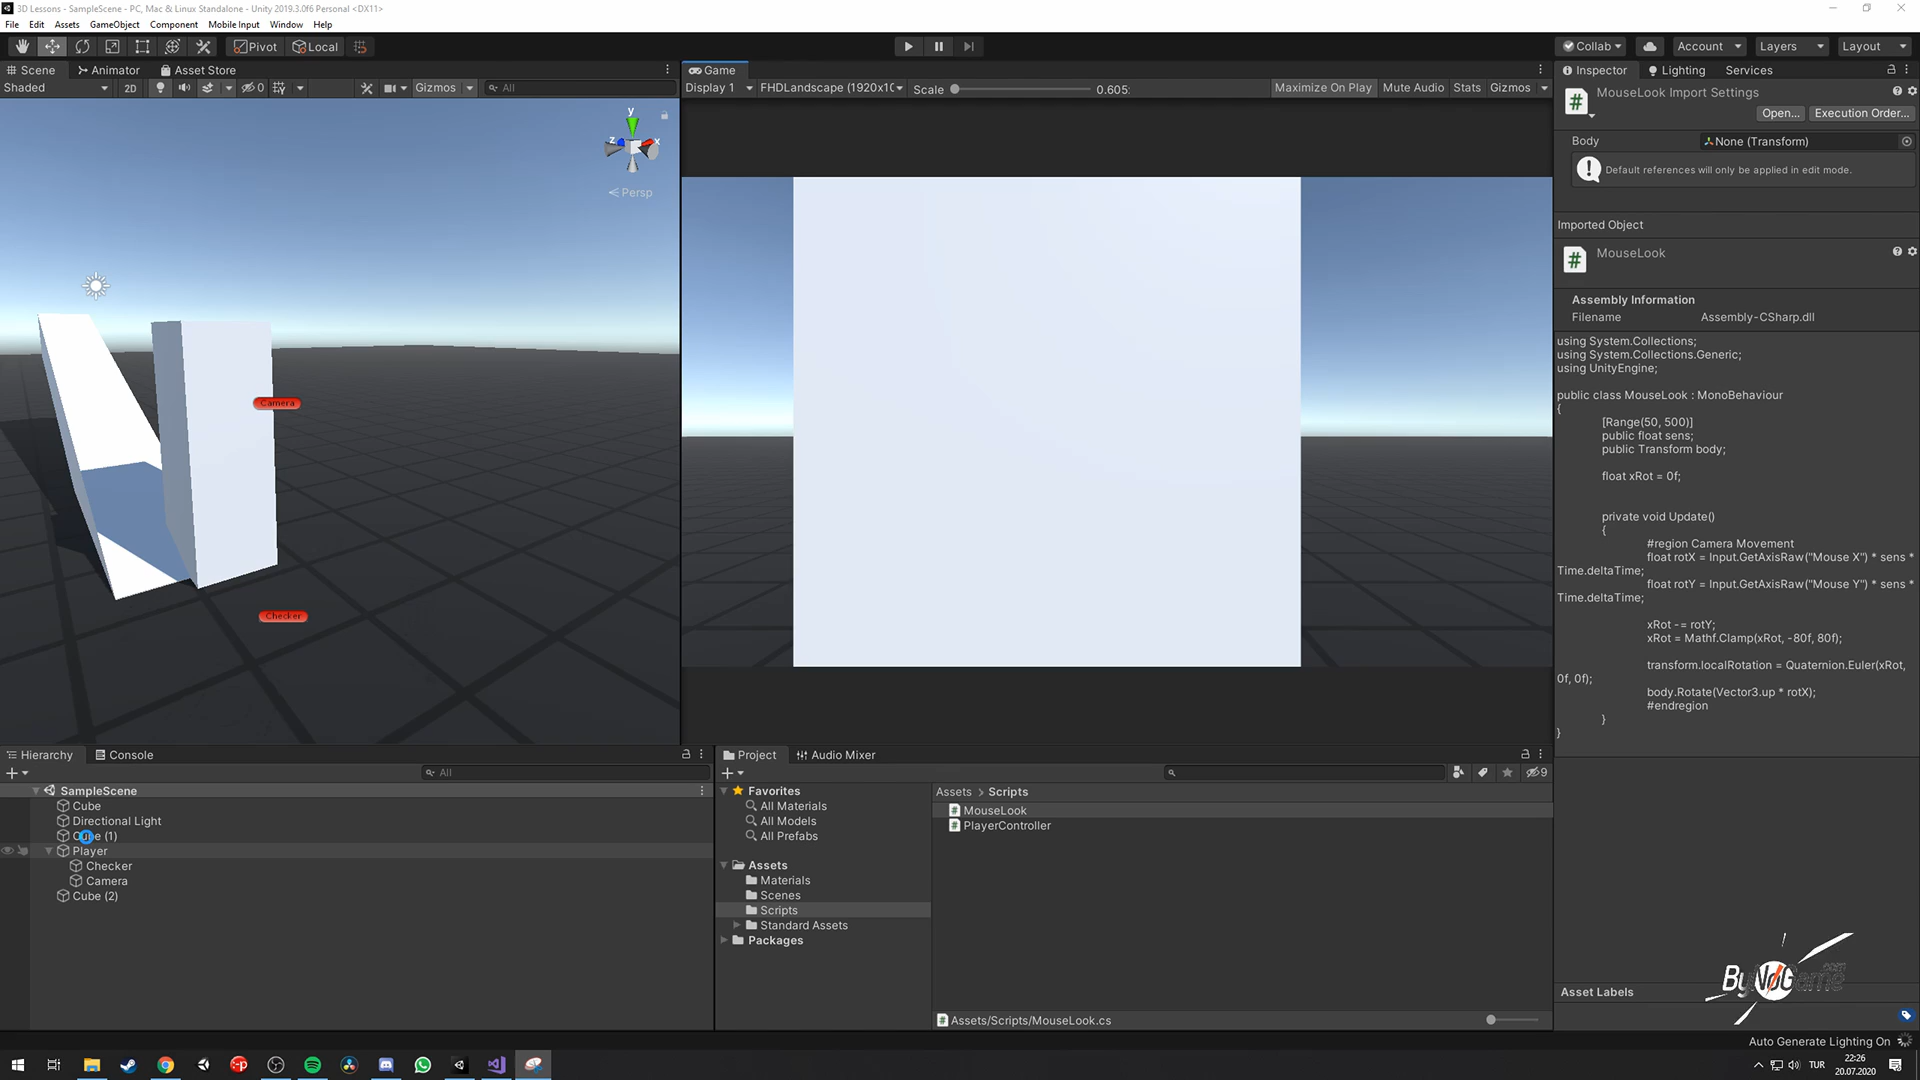 3D Lessons - SampleScene - PC, Mac & Linux Standalone - Unity 2019.3.0f6 Personal <DX11>
File Edit Assets GameObject Component Mobile Input Window Help
Pivot Local Collab Account Layers Layout
Scene Animator Asset Store
Shaded 2D 0 Gizmos All
y
z x
Persp
Camera
Checker
Game
Display 1 FHDLandscape (1920x1( Scale 0.605: Maximize On Play Mute Audio Stats Gizmos
Inspector Lighting Services
MouseLook Import Settings
Open... Execution Order...
Body None (Transform)
Default references will only be applied in edit mode.
Imported Object
MouseLook
Assembly Information
Filename Assembly-CSharp.dll
using System.Collections;
using System.Collections.Generic;
using UnityEngine;
public class MouseLook : MonoBehaviour
{
[Range(50, 500)]
public float sens;
public Transform body;
float xRot = 0f;
private void Update()
{
#region Camera Movement
float rotX = Input.GetAxisRaw("Mouse X") * sens *
Time.deltaTime;
float rotY = Input.GetAxisRaw("Mouse Y") * sens *
Time.deltaTime;
xRot -= rotY;
xRot = Mathf.Clamp(xRot, -80f, 80f);
transform.localRotation = Quaternion.Euler(xRot,
0f, 0f);
body.Rotate(Vector3.up * rotX);
#endregion
}
}
Asset Labels
Hierarchy Console
All
SampleScene
Cube
Directional Light
Cube (1)
Player
Checker
Camera
Cube (2)
Project Audio Mixer
9
Favorites
All Materials
All Models
All Prefabs
Assets
Materials
Scenes
Scripts
Standard Assets
Packages
Assets > Scripts
MouseLook
PlayerController
Assets/Scripts/MouseLook.cs
ByNoGame.com
Auto Generate Lighting On
TUR
22:26
20.07.2020